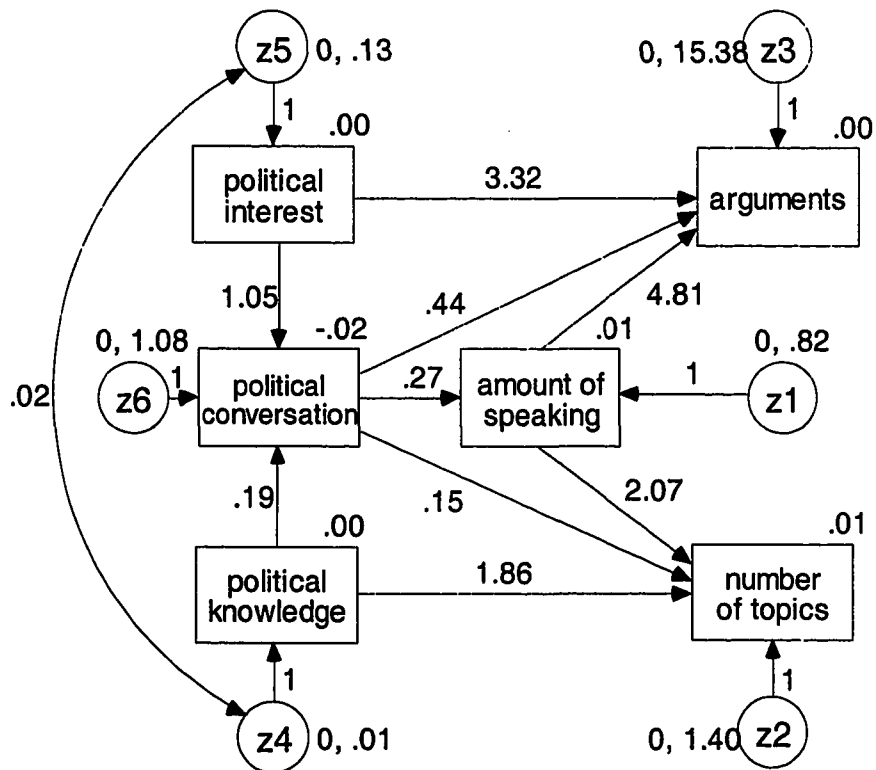 z5
0, .13
0, 15.38
z3
1
1
.00
.00
political
interest
3.32
arguments
1.05
.44
4.81
0, 1.08
-.02
.01
0, .82
z6
1
political
conversation
.27
amount of
speaking
1
z1
.02
.19
.15
2.07
.00
.01
political
knowledge
1.86
number
of topics
1
1
z4
0, .01
0, 1.40
z2